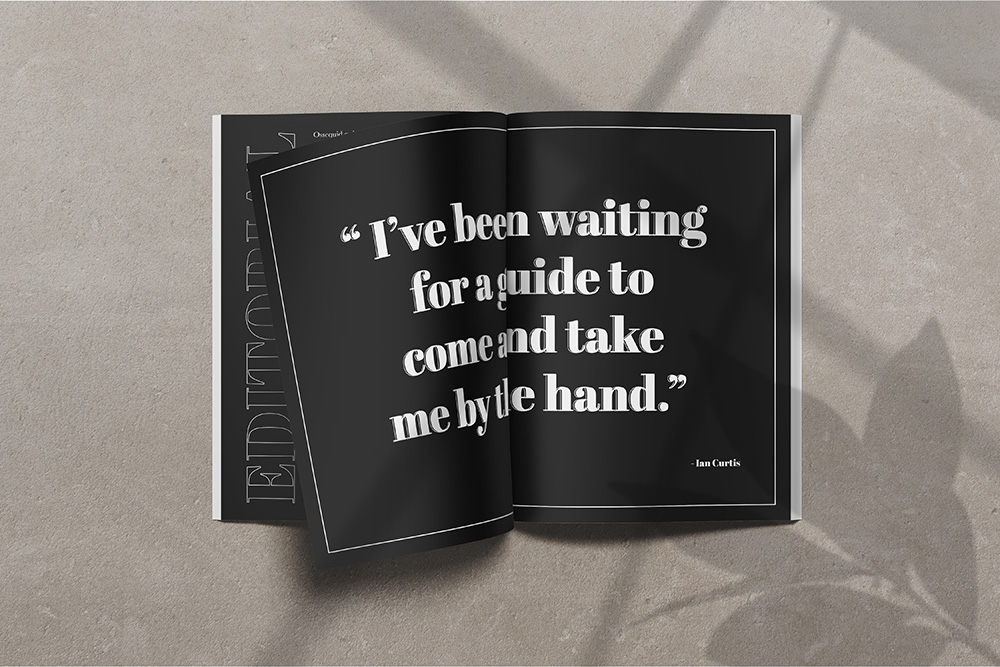 EDITORIAL
“ I’ve been waiting
for a guide to
come and take
me by the hand.”
-Ian Curtis